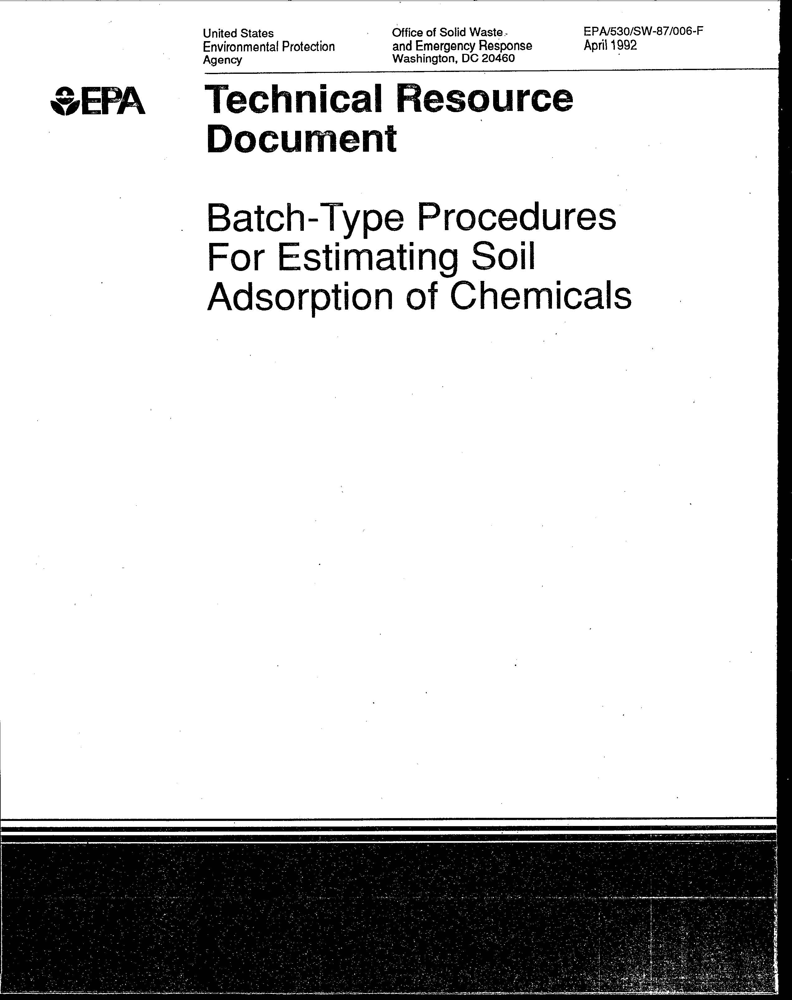 United States
Environmental Protection
Agency
Office of Solid Waste
and Emergency Response
Washington, DC 20460
EPA/530/SW-87/006-F
April 1992
EPA
Technical Resource
Document
Batch-Type Procedures
For Estimating Soil
Adsorption of Chemicals